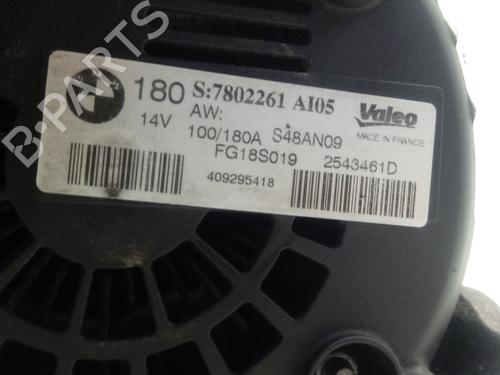 180 S:7802261 AI05
14V AW: Valeo
100/180A S48AN09 MADE IN FRANCE
FG18S019 2543461D
409295418
B-PARTS